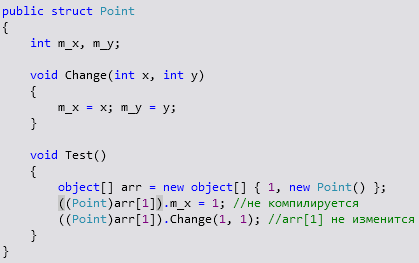 public struct Point
{
int m_x, m_y;
void Change(int x, int y)
{
m_x = x; m_y = y;
}
void Test()
{
object[] arr = new object[] { 1, new Point() };
((Point)arr[1]).m_x = 1; //не компилируется
((Point)arr[1]).Change(1, 1); //arr[1] не изменится
}
}